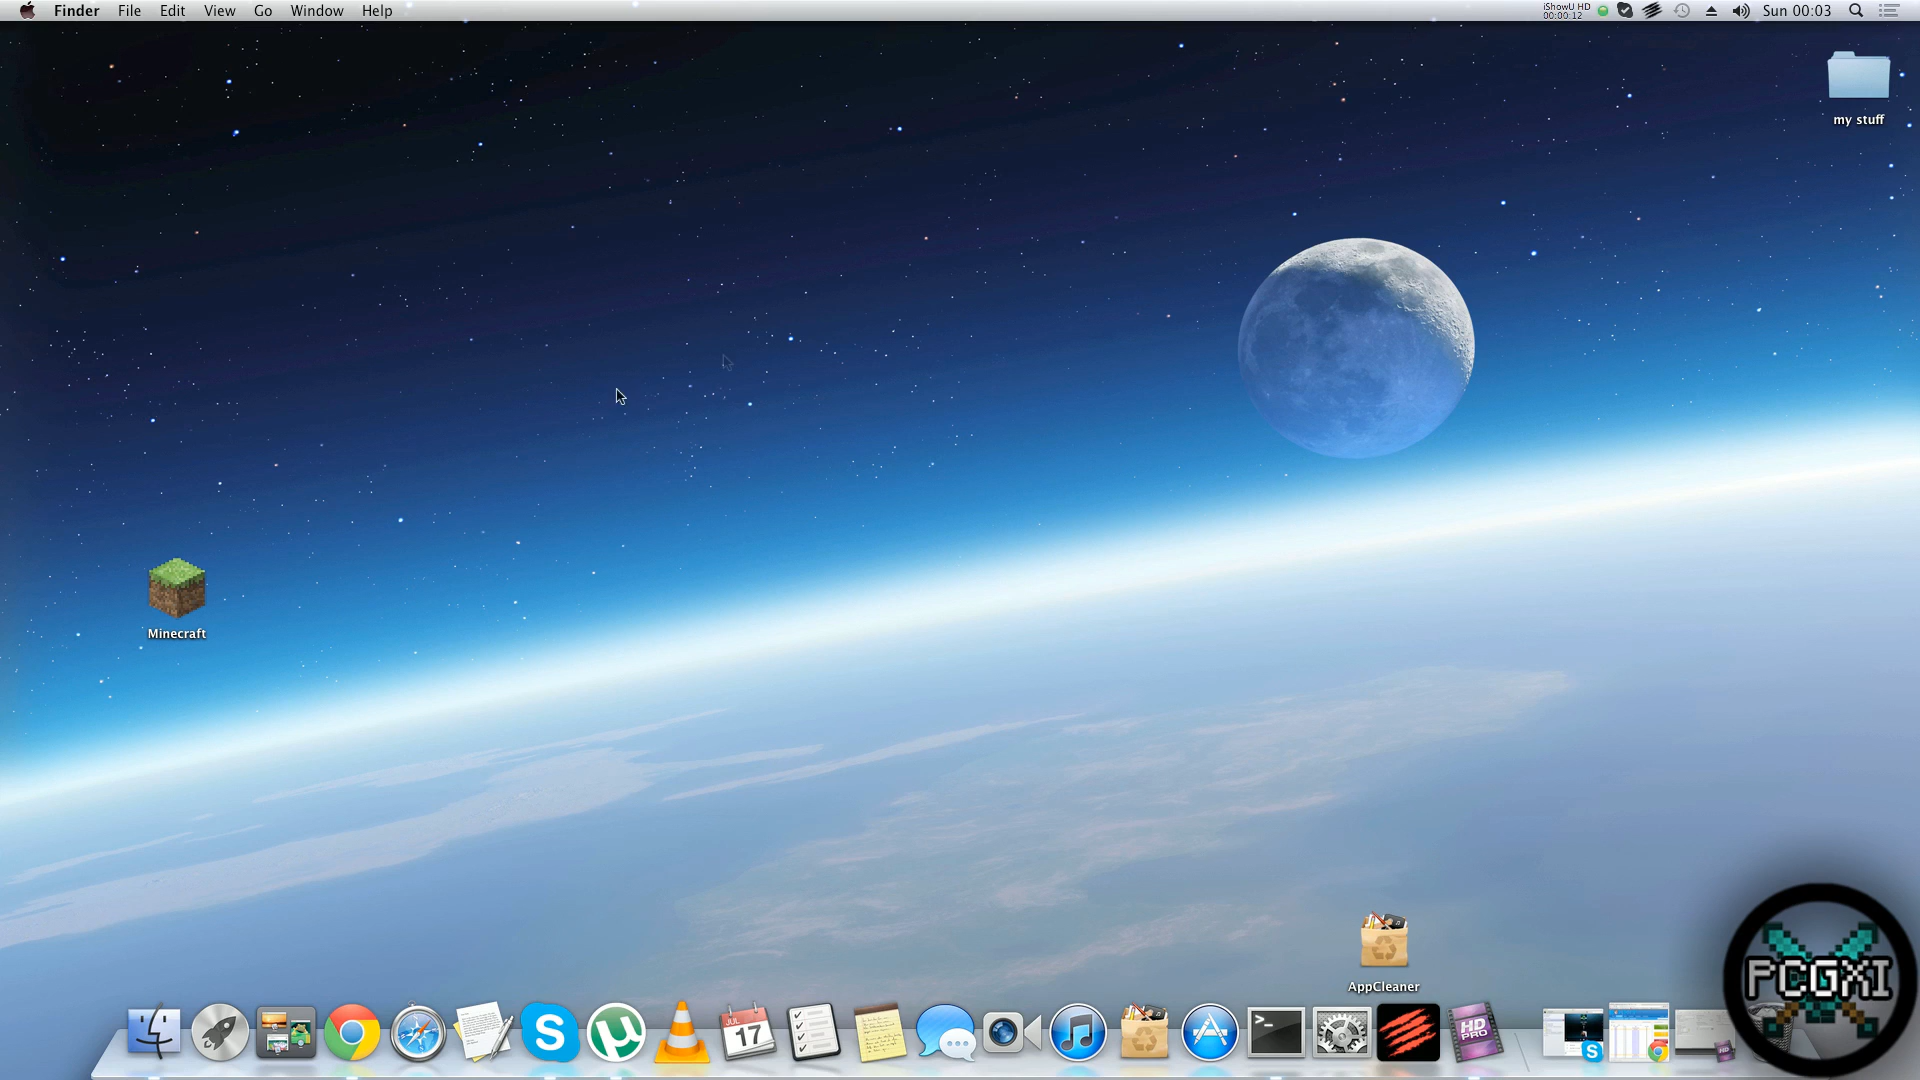 Finder File Edit View Go Window Help
iShowU HD
00:00:12
Sun 00:03
my stuff
Minecraft
AppCleaner
JUL
17
>_
HD
PRO
PCGXI